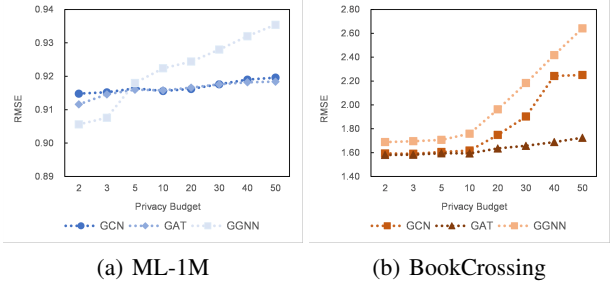 0.94
0.93
0.92
0.91
0.90
0.89
RMSE
2 3 5 10 20 30 40 50
Privacy Budget
GCN GAT GGNN
(a) ML-1M
2.80
2.60
2.40
2.20
2.00
1.80
1.60
1.40
RMSE
2 3 5 10 20 30 40 50
Privacy Budget
GCN GAT GGNN
(b) BookCrossing